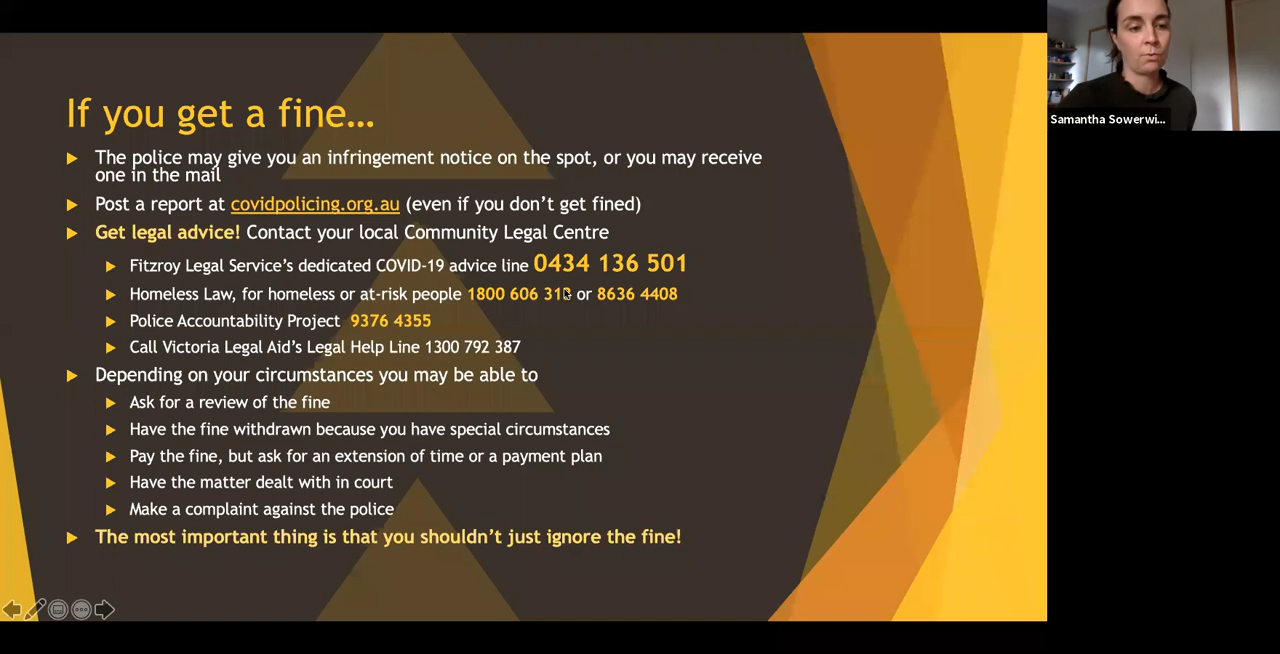 If you get a fine…
The police may give you an infringement notice on the spot, or you may receive
one in the mail
Post a report at covidpolicing.org.au (even if you don't get fined)
Get legal advice! Contact your local Community Legal Centre
Fitzroy Legal Service's dedicated COVID-19 advice line 0434 136 501
Homeless Law, for homeless or at-risk people 1800 606 or 8636 4408
Police Accountability Project 9376 4355
Call Victoria Legal Aid's Legal Help Line 1300 792 387
Depending on your circumstances you may be able to
Ask for a review of the fine
Have the fine withdrawn because you have special circumstances
Pay the fine, but ask for an extension of time or a payment plan
Have the matter dealt with in court
Make a complaint against the police
The most important thing is that you shouldn't just ignore the fine!
Samantha Sowerwi...